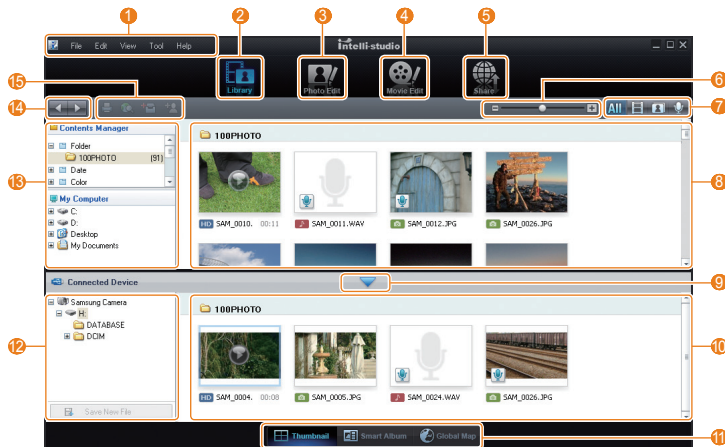 1
2
3
4
5
File Edit View Tool Help
intelli-studio
Library
Photo Edit
Movie Edit
Share
15
6
14
All
7
Contents Manager
Folder
100PHOTO (91)
Date
Color
13
My Computer
C:
D:
Desktop
My Documents
100PHOTO
8
HD SAM_0010. 00:11
SAM_0011.WAV
SAM_0012.JPG
SAM_0026.JPG
Connected Device
9
Samsung Camera
H:
DATABASE
DCIM
12
Save New File
100PHOTO
10
HD SAM_0004. 00:08
SAM_0005.JPG
SAM_0024.WAV
SAM_0026.JPG
Thumbnail
Smart Album
Global Map
11